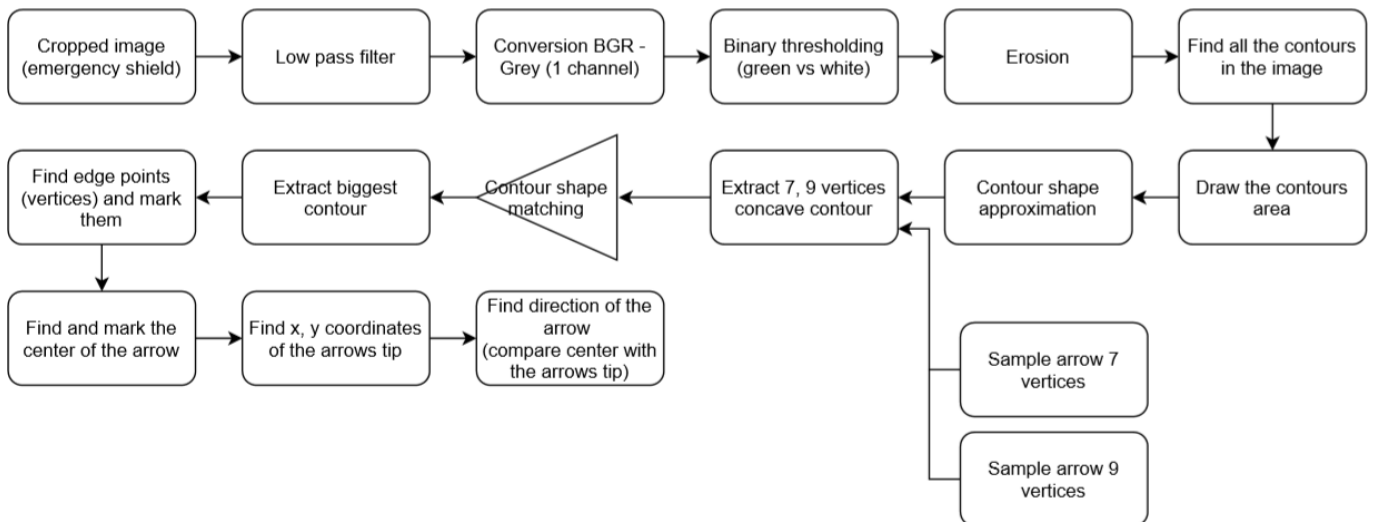 Cropped image
(emergency shield)
Low pass filter
Conversion BGR -
Grey (1 channel)
Binary thresholding
(green vs white)
Erosion
Find all the contours
in the image
Draw the contours
area
Contour shape
approximation
Extract 7, 9 vertices
concave contour
Contour shape
matching
Extract biggest
contour
Find edge points
(vertices) and mark
them
Find and mark the
center of the arrow
Find x, y coordinates
of the arrows tip
Find direction of the
arrow
(compare center with
the arrows tip)
Sample arrow 7
vertices
Sample arrow 9
vertices